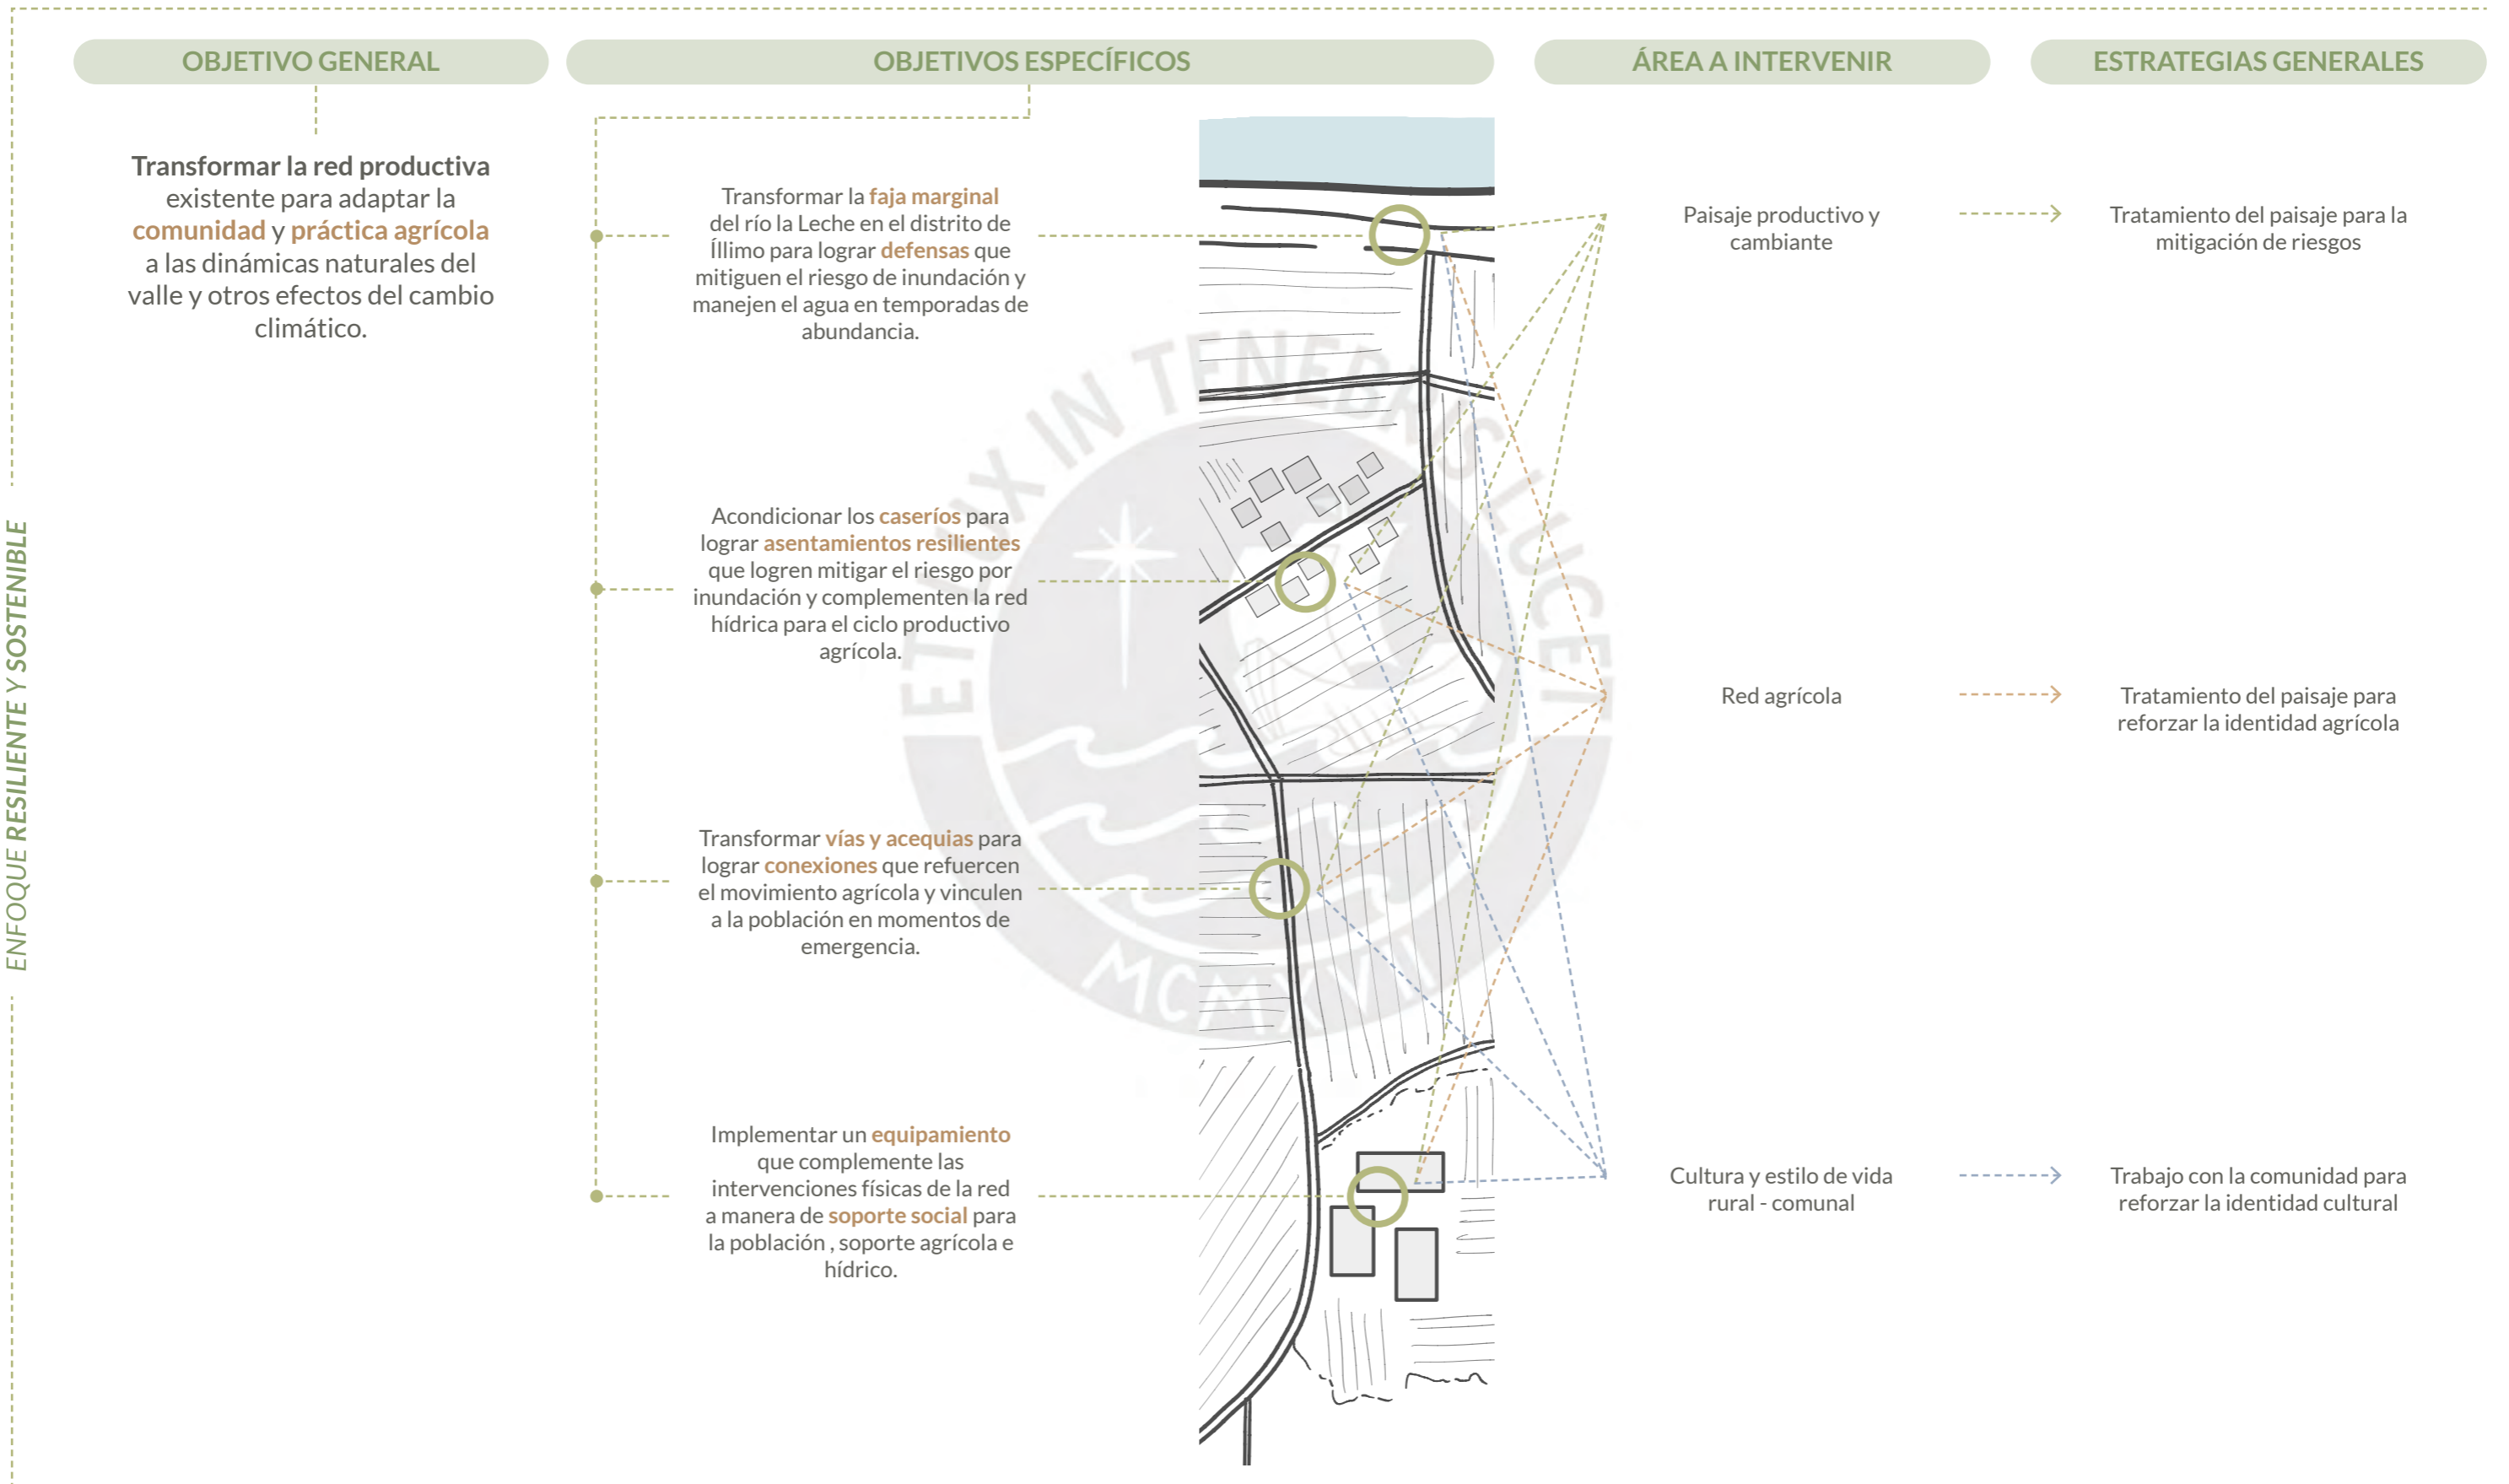 OBJETIVO GENERAL
OBJETIVOS ESPECÍFICOS
ÁREA A INTERVENIR
ESTRATEGIAS GENERALES
ENFOQUE RESILIENTE Y SOSTENIBLE
Transformar la red productiva
existente para adaptar la
comunidad y práctica agrícola
a las dinámicas naturales del
valle y otros efectos del cambio
climático.
Transformar la faja marginal
del río la Leche en el distrito de
Íllimo para lograr defensas que
mitiguen el riesgo de inundación y
manejen el agua en temporadas de
abundancia.
Acondicionar los caseríos para
lograr asentamientos resilientes
que logren mitigar el riesgo por
inundación y complementen la red
hídrica para el ciclo productivo
agrícola.
Transformar vías y acequias para
lograr conexiones que refuercen
el movimiento agrícola y vinculen
a la población en momentos de
emergencia.
Implementar un equipamiento
que complemente las
intervenciones físicas de la red
a manera de soporte social para
la población , soporte agrícola e
hídrico.
Paisaje productivo y
cambiante
Tratamiento del paisaje para la
mitigación de riesgos
Red agrícola
Tratamiento del paisaje para
reforzar la identidad agrícola
Cultura y estilo de vida
rural - comunal
Trabajo con la comunidad para
reforzar la identidad cultural
ET LUX IN TENEBRIS LUCET
MCMXVII